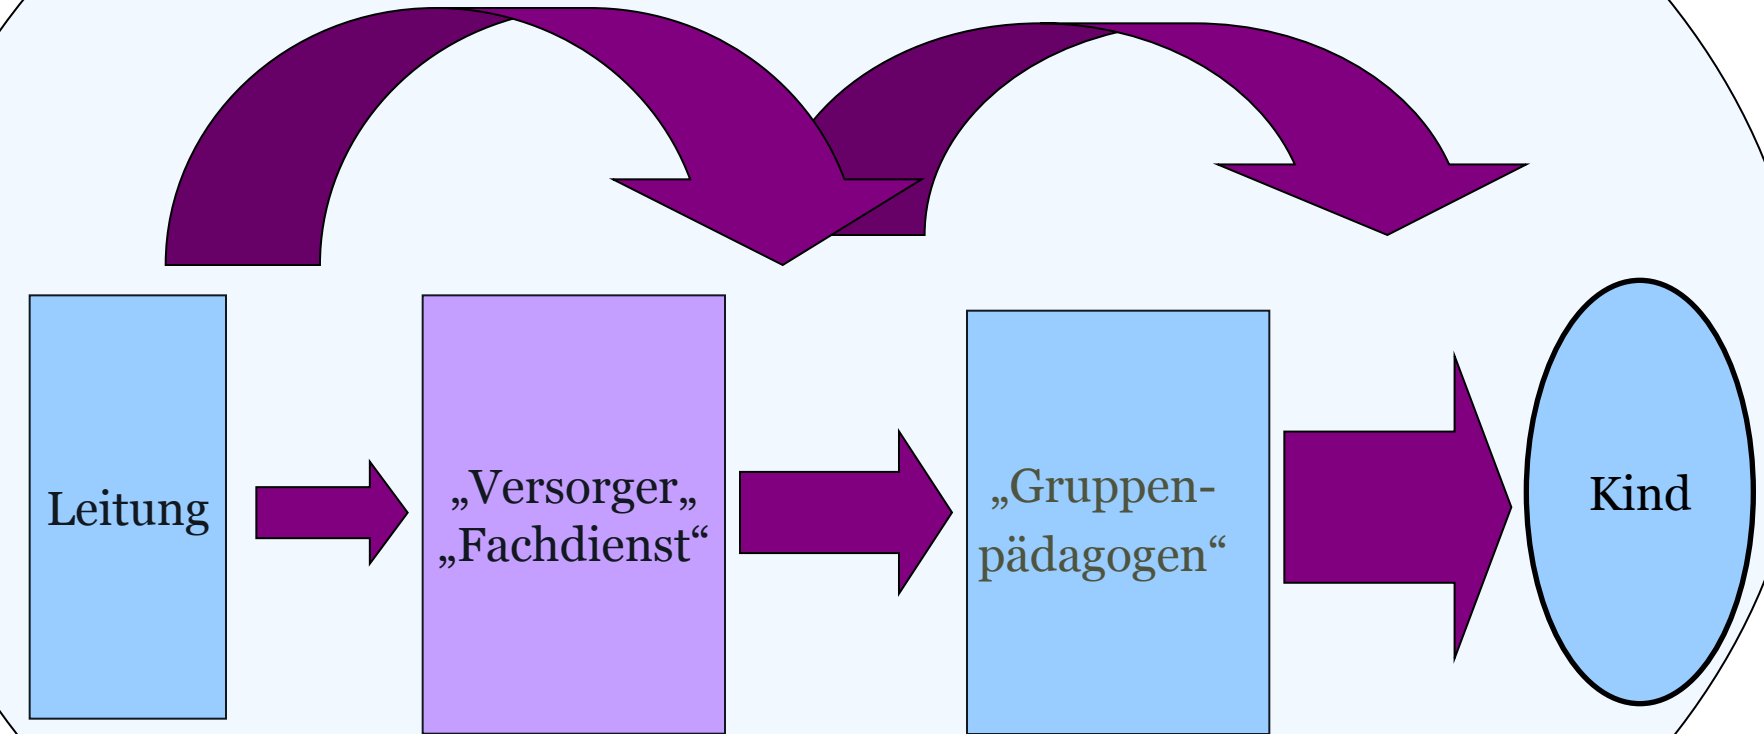 Leitung
„Versorger„
„Fachdienst“
„Gruppen-
pädagogen“
Kind